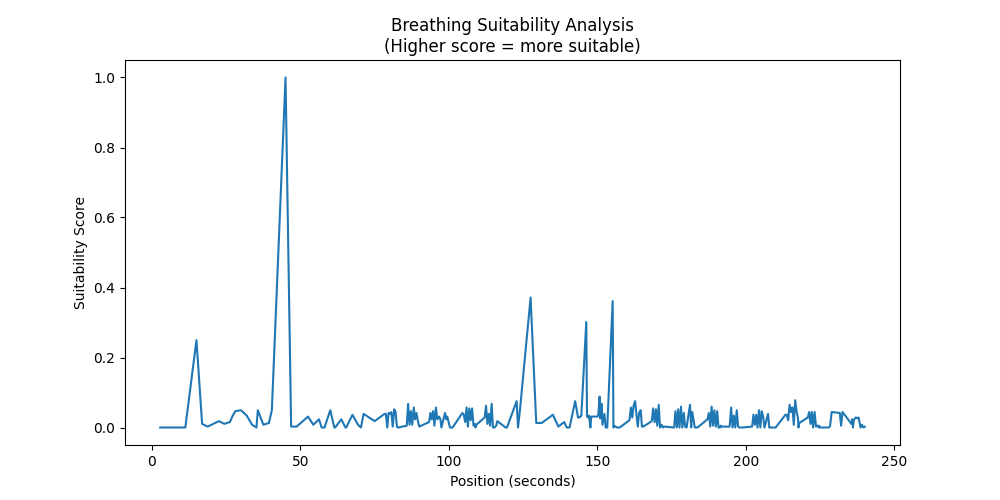 Breathing Suitability Analysis
(Higher score = more suitable)
1.0
0.8
0.6
0.4
0.2
0.0
Suitability Score
0 50 100 150 200 250
Position (seconds)